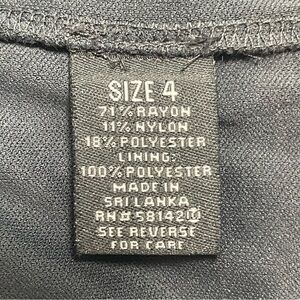 SIZE 4
71% RAYON
11% NYLON
18% POLYESTER
LINING:
100% POLYESTER
MADE IN
SRI LANKA
RN# 58142 M
SEE REVERSE
FOR CARE